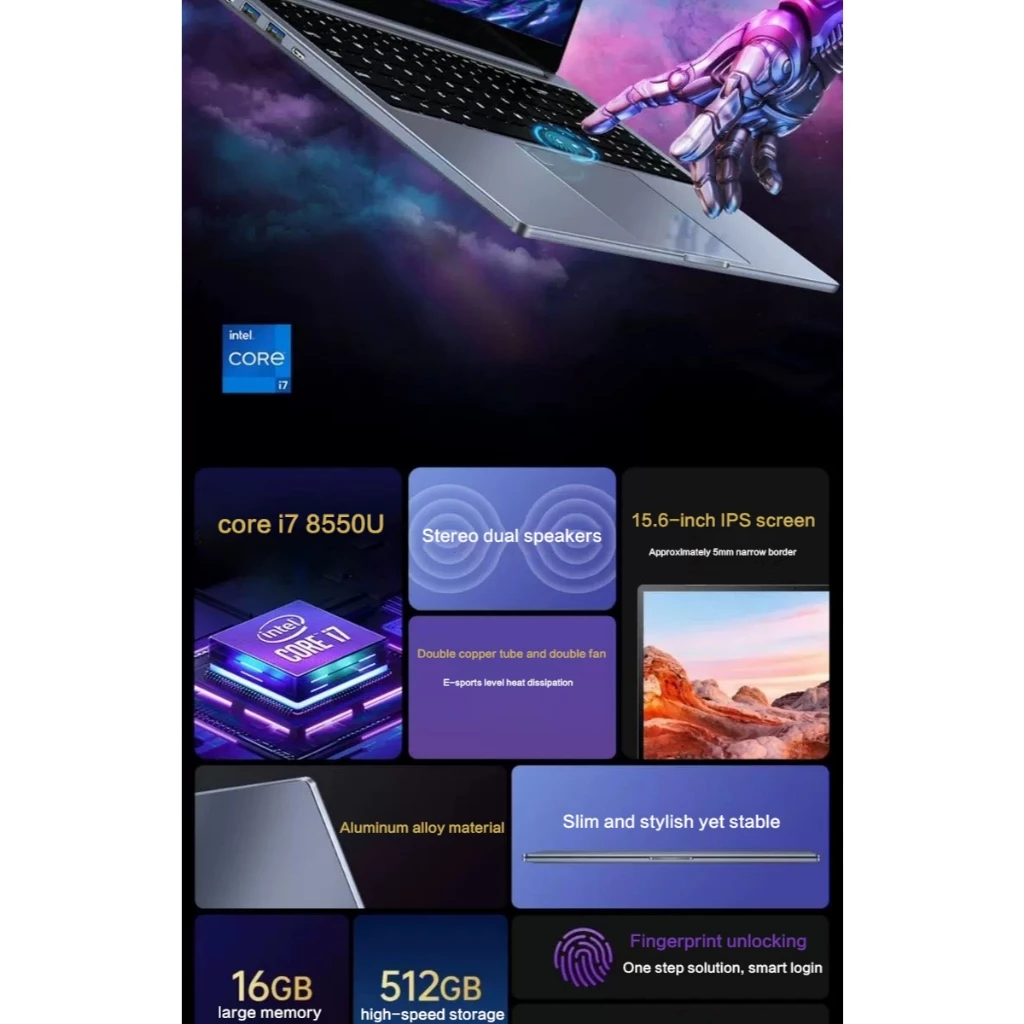 intel.
CORE
i7
core i7 8550U
intel
CORE i7
Stereo dual speakers
Double copper tube and double fan
E-sports level heat dissipation
15.6-inch IPS screen
Approximately 5mm narrow border
Aluminum alloy material
Slim and stylish yet stable
16GB
large memory
512GB
high-speed storage
Fingerprint unlocking
One step solution, smart login